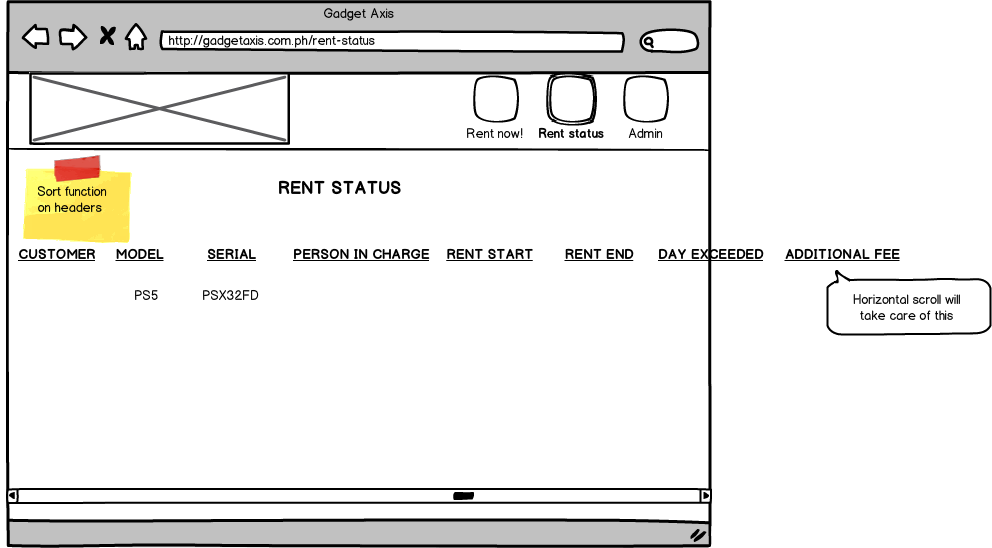 Gadget Axis
http://gadgetaxis.com.ph/rent-status
Rent now!
Rent status
Admin
Sort function
on headers
RENT STATUS
CUSTOMER MODEL SERIAL PERSON IN CHARGE RENT START RENT END DAY EXCEEDED ADDITIONAL FEE
PS5 PSX32FD
Horizontal scroll will
take care of this